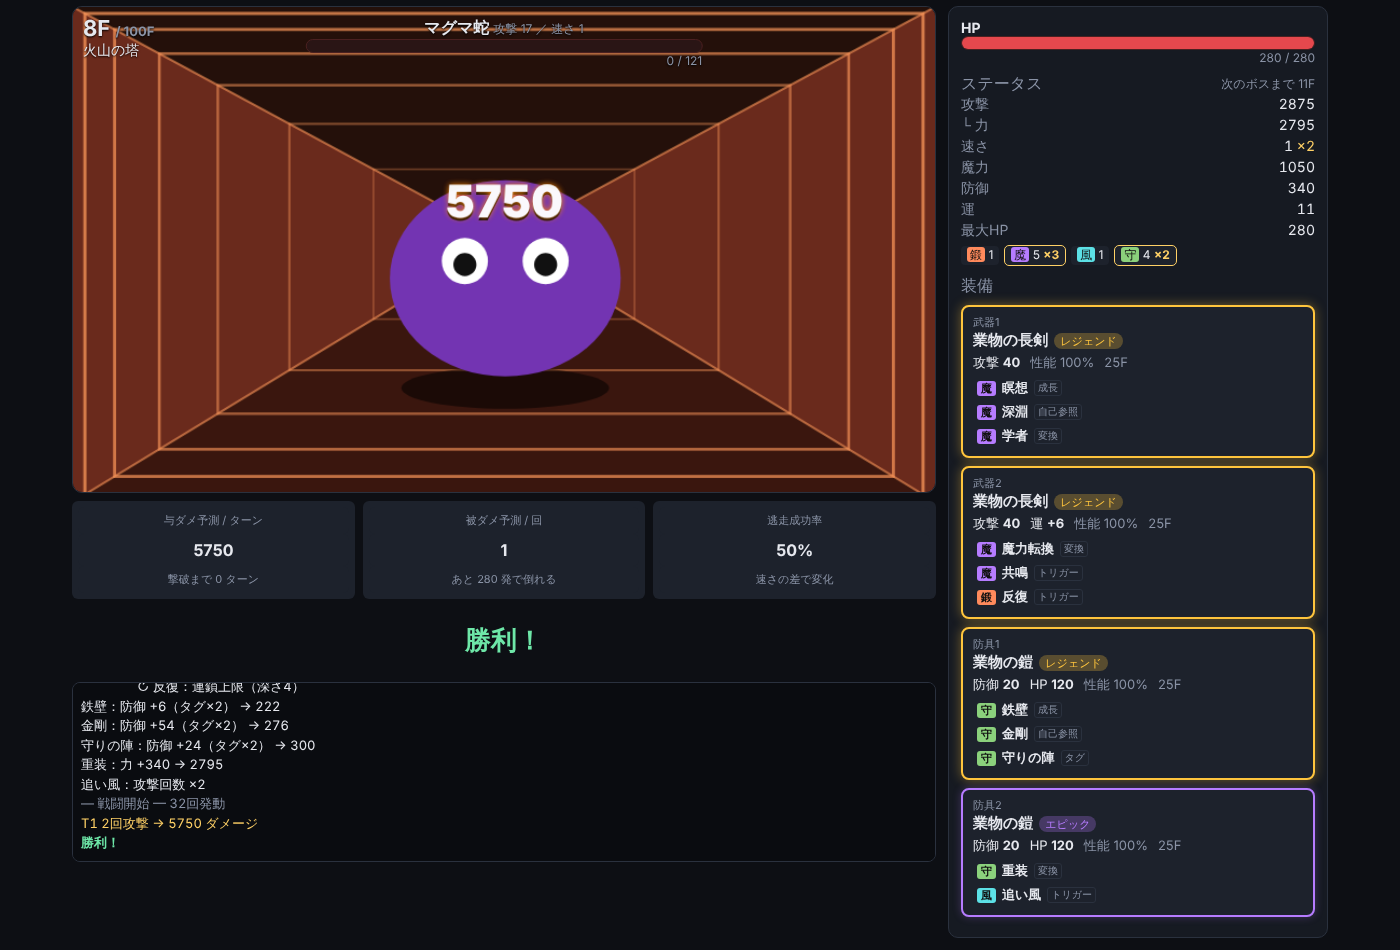 8F / 100F
火山の塔
マグマ蛇 攻撃 17 ／ 速さ 1
0 / 121
5750
与ダメ予測 / ターン
5750
撃破まで 0 ターン
被ダメ予測 / 回
1
あと 280 発で倒れる
逃走成功率
50%
速さの差で変化
勝利！
↻ 反復：連鎖上限（深さ4）
鉄壁：防御 +6（タグ×2） → 222
金剛：防御 +54（タグ×2） → 276
守りの陣：防御 +24（タグ×2） → 300
重装：力 +340 → 2795
追い風：攻撃回数 ×2
— 戦闘開始 — 32回発動
T1 2回攻撃 → 5750 ダメージ
勝利！
HP
280 / 280
ステータス 次のボスまで 11F
攻撃 2875
└ 力 2795
速さ 1 ×2
魔力 1050
防御 340
運 11
最大HP 280
鍛 1 魔 5 ×3 風 1 守 4 ×2
装備
武器1
業物の長剣 レジェンド
攻撃 40 性能 100% 25F
魔 瞑想 成長
魔 深淵 自己参照
魔 学者 変換
武器2
業物の長剣 レジェンド
攻撃 40 運 +6 性能 100% 25F
魔 魔力転換 変換
魔 共鳴 トリガー
鍛 反復 トリガー
防具1
業物の鎧 レジェンド
防御 20 HP 120 性能 100% 25F
守 鉄壁 成長
守 金剛 自己参照
守 守りの陣 タグ
防具2
業物の鎧 エピック
防御 20 HP 120 性能 100% 25F
守 重装 変換
風 追い風 トリガー